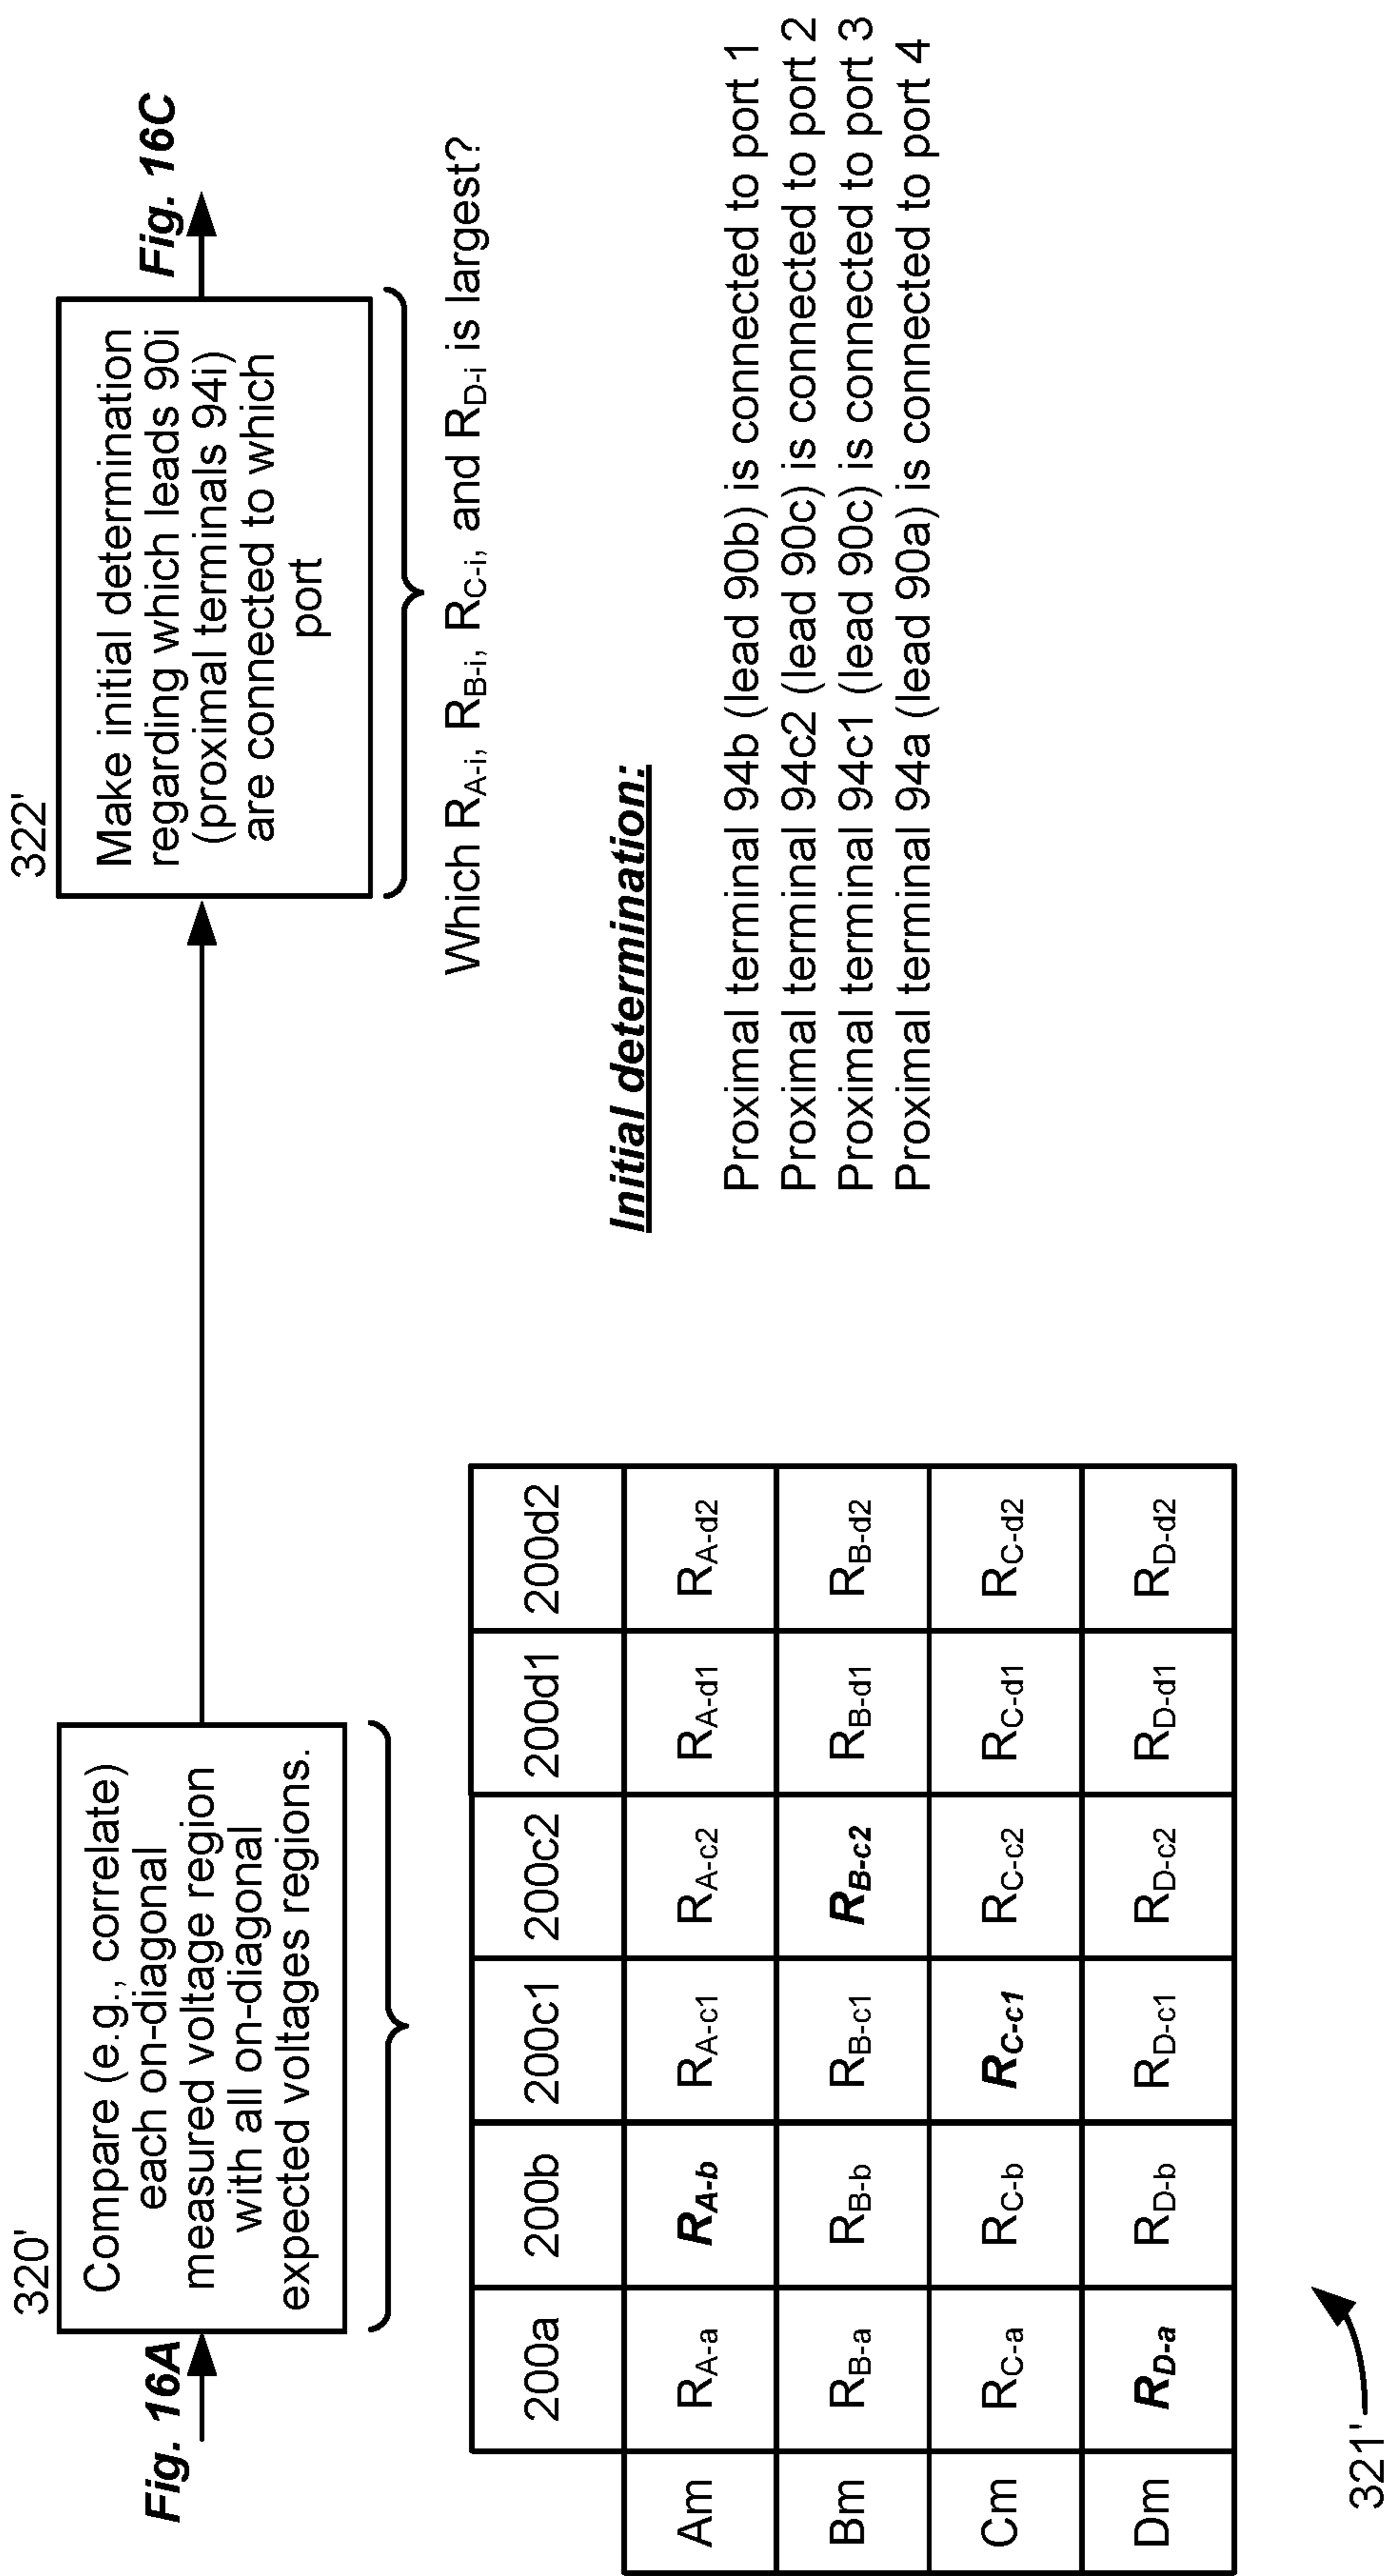 320'
Fig. 16A
Compare (e.g., correlate)
each on-diagonal
measured voltage region
with all on-diagonal
expected voltages regions.
322'
Make initial determination
regarding which leads 90i
(proximal terminals 94i)
are connected to which
port
Fig. 16C
Which RA-i, RB-i, RC-i, and RD-i is largest?
200a 200b 200c1 200c2 200d1 200d2
Am RA-a RA-b RA-c1 RA-c2 RA-d1 RA-d2
Bm RB-a RB-b RB-c1 RB-c2 RB-d1 RB-d2
Cm RC-a RC-b RC-c1 RC-c2 RC-d1 RC-d2
Dm RD-a RD-b RD-c1 RD-c2 RD-d1 RD-d2
321'
Initial determination:
Proximal terminal 94b (lead 90b) is connected to port 1
Proximal terminal 94c2 (lead 90c) is connected to port 2
Proximal terminal 94c1 (lead 90c) is connected to port 3
Proximal terminal 94a (lead 90a) is connected to port 4